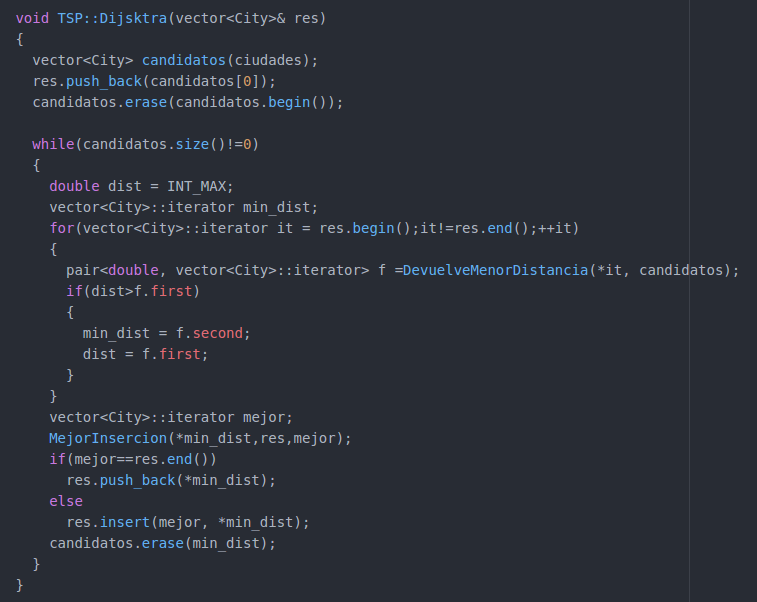 void TSP::Dijsktra(vector<City>& res)
{
  vector<City> candidatos(ciudades);
  res.push_back(candidatos[0]);
  candidatos.erase(candidatos.begin());

  while(candidatos.size()!=0)
  {
    double dist = INT_MAX;
    vector<City>::iterator min_dist;
    for(vector<City>::iterator it = res.begin();it!=res.end();++it)
    {
      pair<double, vector<City>::iterator> f =DevuelveMenorDistancia(*it, candidatos);
      if(dist>f.first)
      {
        min_dist = f.second;
        dist = f.first;
      }
    }
    vector<City>::iterator mejor;
    MejorInsercion(*min_dist,res,mejor);
    if(mejor==res.end())
      res.push_back(*min_dist);
    else
      res.insert(mejor, *min_dist);
    candidatos.erase(min_dist);
  }
}